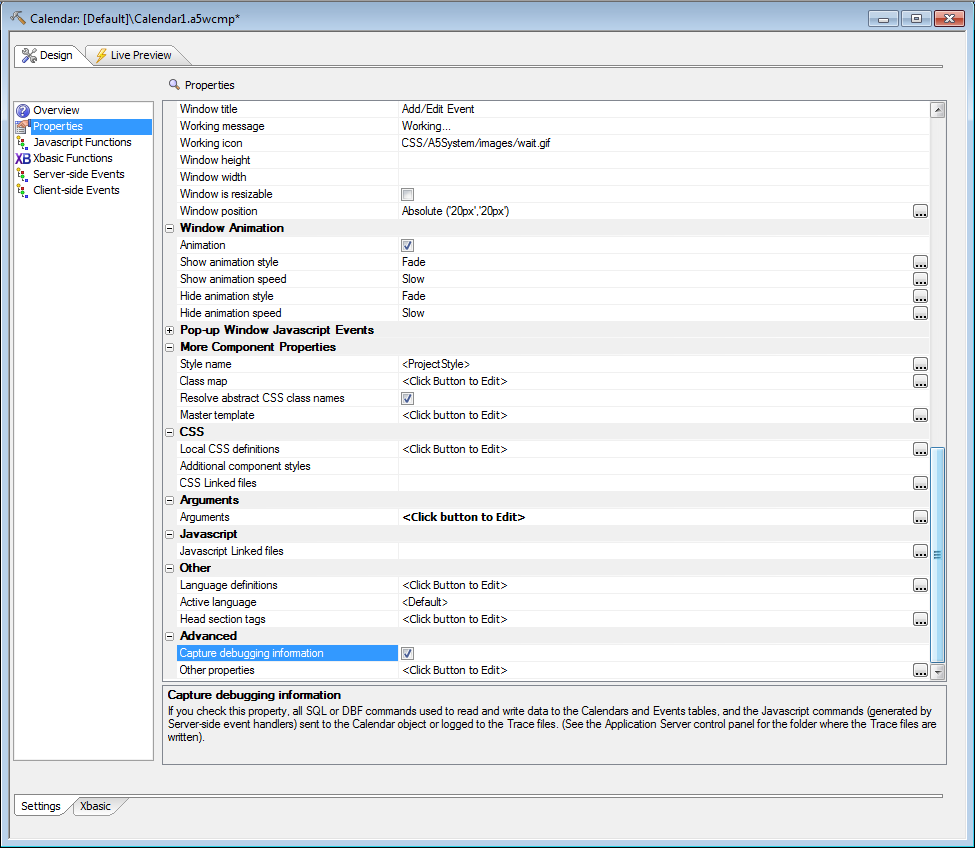 Calendar: [Default]\Calendar1.a5wcmp*
Design
Live Preview
Properties
Overview
Properties
Javascript Functions
XB Xbasic Functions
Server-side Events
Client-side Events
Window title Add/Edit Event
Working message Working...
Working icon CSS/A5System/images/wait.gif
Window height
Window width
Window is resizable
Window position Absolute ('20px','20px') ...
Window Animation
Animation
Show animation style Fade ...
Show animation speed Slow ...
Hide animation style Fade ...
Hide animation speed Slow ...
Pop-up Window Javascript Events
More Component Properties
Style name <ProjectStyle> ...
Class map <Click Button to Edit> ...
Resolve abstract CSS class names
Master template <Click button to Edit> ...
CSS
Local CSS definitions <Click Button to Edit> ...
Additional component styles
CSS Linked files ...
Arguments
Arguments <Click button to Edit> ...
Javascript
Javascript Linked files ...
Other
Language definitions <Click Button to Edit> ...
Active language <Default>
Head section tags <Click button to Edit> ...
Advanced
Capture debugging information
Other properties <Click Button to Edit> ...
Capture debugging information
If you check this property, all SQL or DBF commands used to read and write data to the Calendars and Events tables, and the Javascript commands (generated by
Server-side event handlers) sent to the Calendar object or logged to the Trace files. (See the Application Server control panel for the folder where the Trace files are
written).
Settings
Xbasic